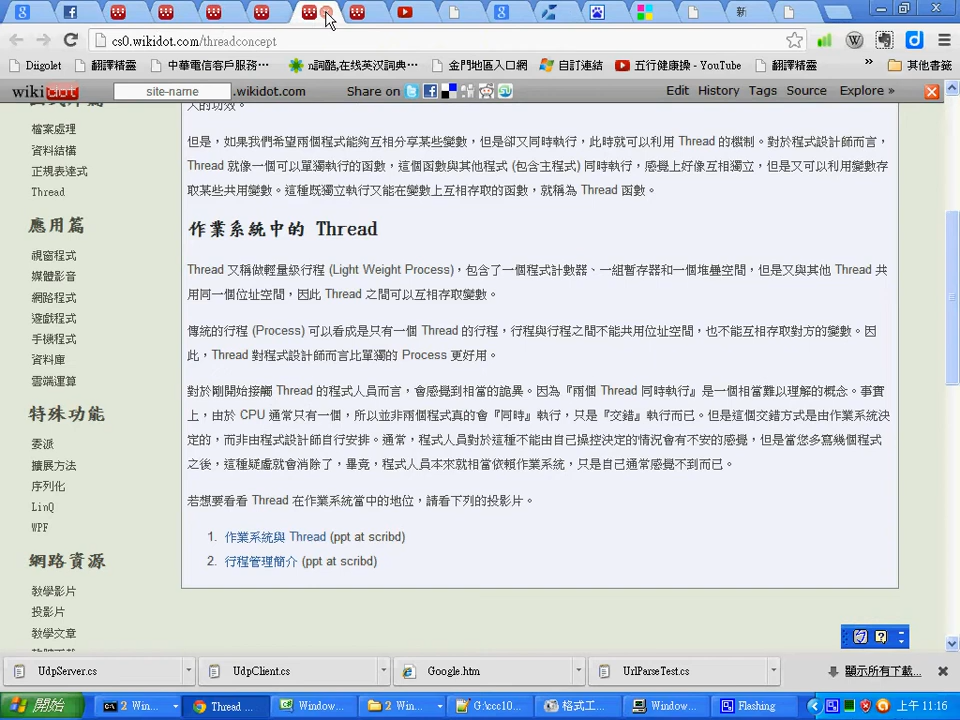 新
cs0.wikidot.com/threadconcept
Diigolet 翻譯精靈 中華電信客戶服務… n詞酷,在线英汉词典… 金門地區入口網 自訂連結 五行健康操 - YouTube 翻譯精靈 » 其他書籤
wikidot site-name .wikidot.com Share on Edit History Tags Source Explore »
檔案處理
資料結構
正規表達式
Thread
應用篇
視窗程式
媒體影音
網路程式
遊戲程式
手機程式
資料庫
雲端運算
特殊功能
委派
擴展方法
序列化
LinQ
WPF
網路資源
教學影片
投影片
教學文章
人的功效。
但是，如果我們希望兩個程式能夠互相分享某些變數，但是卻又同時執行，此時就可以利用 Thread 的機制。對於程式設計師而言，
Thread 就像一個可以單獨執行的函數，這個函數與其他程式 (包含主程式) 同時執行，感覺上好像互相獨立，但是又可以利用變數存
取某些共用變數。這種既獨立執行又能在變數上互相存取的函數，就稱為 Thread 函數。
作業系統中的 Thread
Thread 又稱做輕量級行程 (Light Weight Process)，包含了一個程式計數器、一組暫存器和一個堆疊空間，但是又與其他 Thread 共
用同一個位址空間，因此 Thread 之間可以互相存取變數。
傳統的行程 (Process) 可以看成是只有一個 Thread 的行程，行程與行程之間不能共用位址空間，也不能互相存取對方的變數。因
此，Thread 對程式設計師而言比單獨的 Process 更好用。
對於剛開始接觸 Thread 的程式人員而言，會感覺到相當的詭異。因為『兩個 Thread 同時執行』是一個相當難以理解的概念。事實
上，由於 CPU 通常只有一個，所以並非兩個程式真的會『同時』執行，只是『交錯』執行而已。但是這個交錯方式是由作業系統決
定的，而非由程式設計師自行安排。通常，程式人員對於這種不能由自己操控決定的情況會有不安的感覺，但是當您多寫幾個程式
之後，這種疑慮就會消除了，畢竟，程式人員本來就相當依賴作業系統，只是自己通常感覺不到而已。
若想要看看 Thread 在作業系統當中的地位，請看下列的投影片。
1. 作業系統與 Thread (ppt at scribd)
2. 行程管理簡介 (ppt at scribd)
UdpServer.cs UdpClient.cs Google.htm UrlParseTest.cs 顯示所有下載...
開始 2 Win... Thread ... Window... 2 Win... G:\ccc10... 格式工... Window... Flashing 上午 11:16